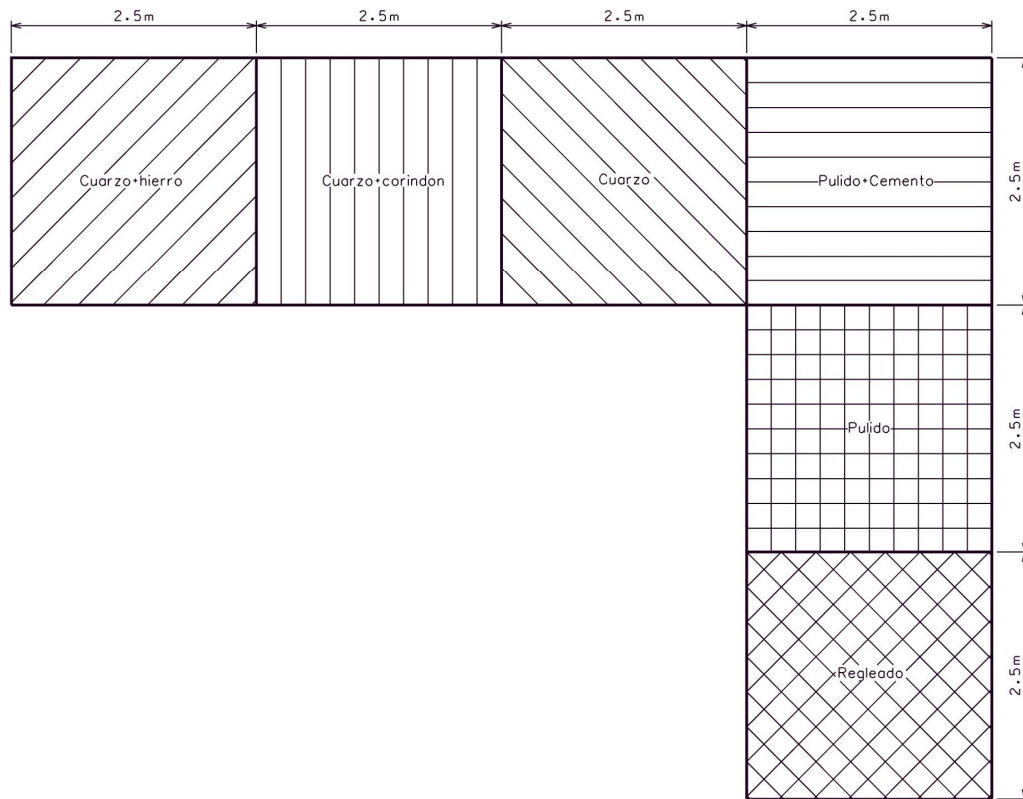 2.5m
2.5m
2.5m
2.5m
Cuarzo+hierro
Cuarzo+corindon
Cuarzo
Pulido+Cemento
2.5m
Pulido
2.5m
Regleado
2.5m